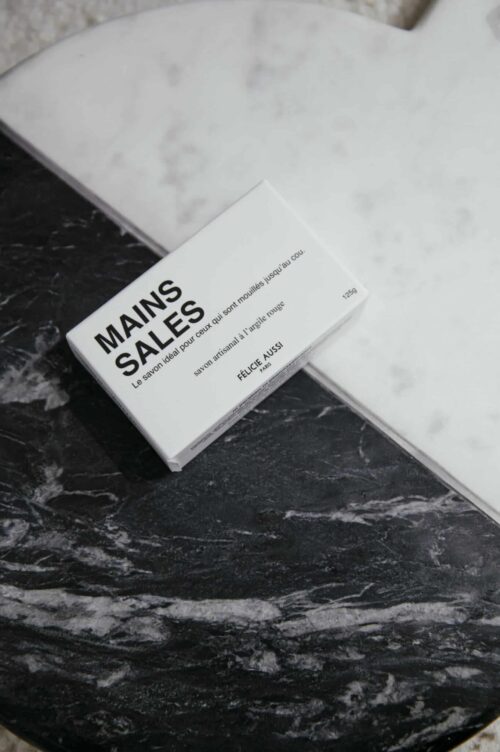 MAINS
SALES
Le savon idéal pour ceux qui sont mouillés jusqu'au cou.
savon artisanal à l'argile rouge
125g
FÉLICIE AUSSI
PARIS